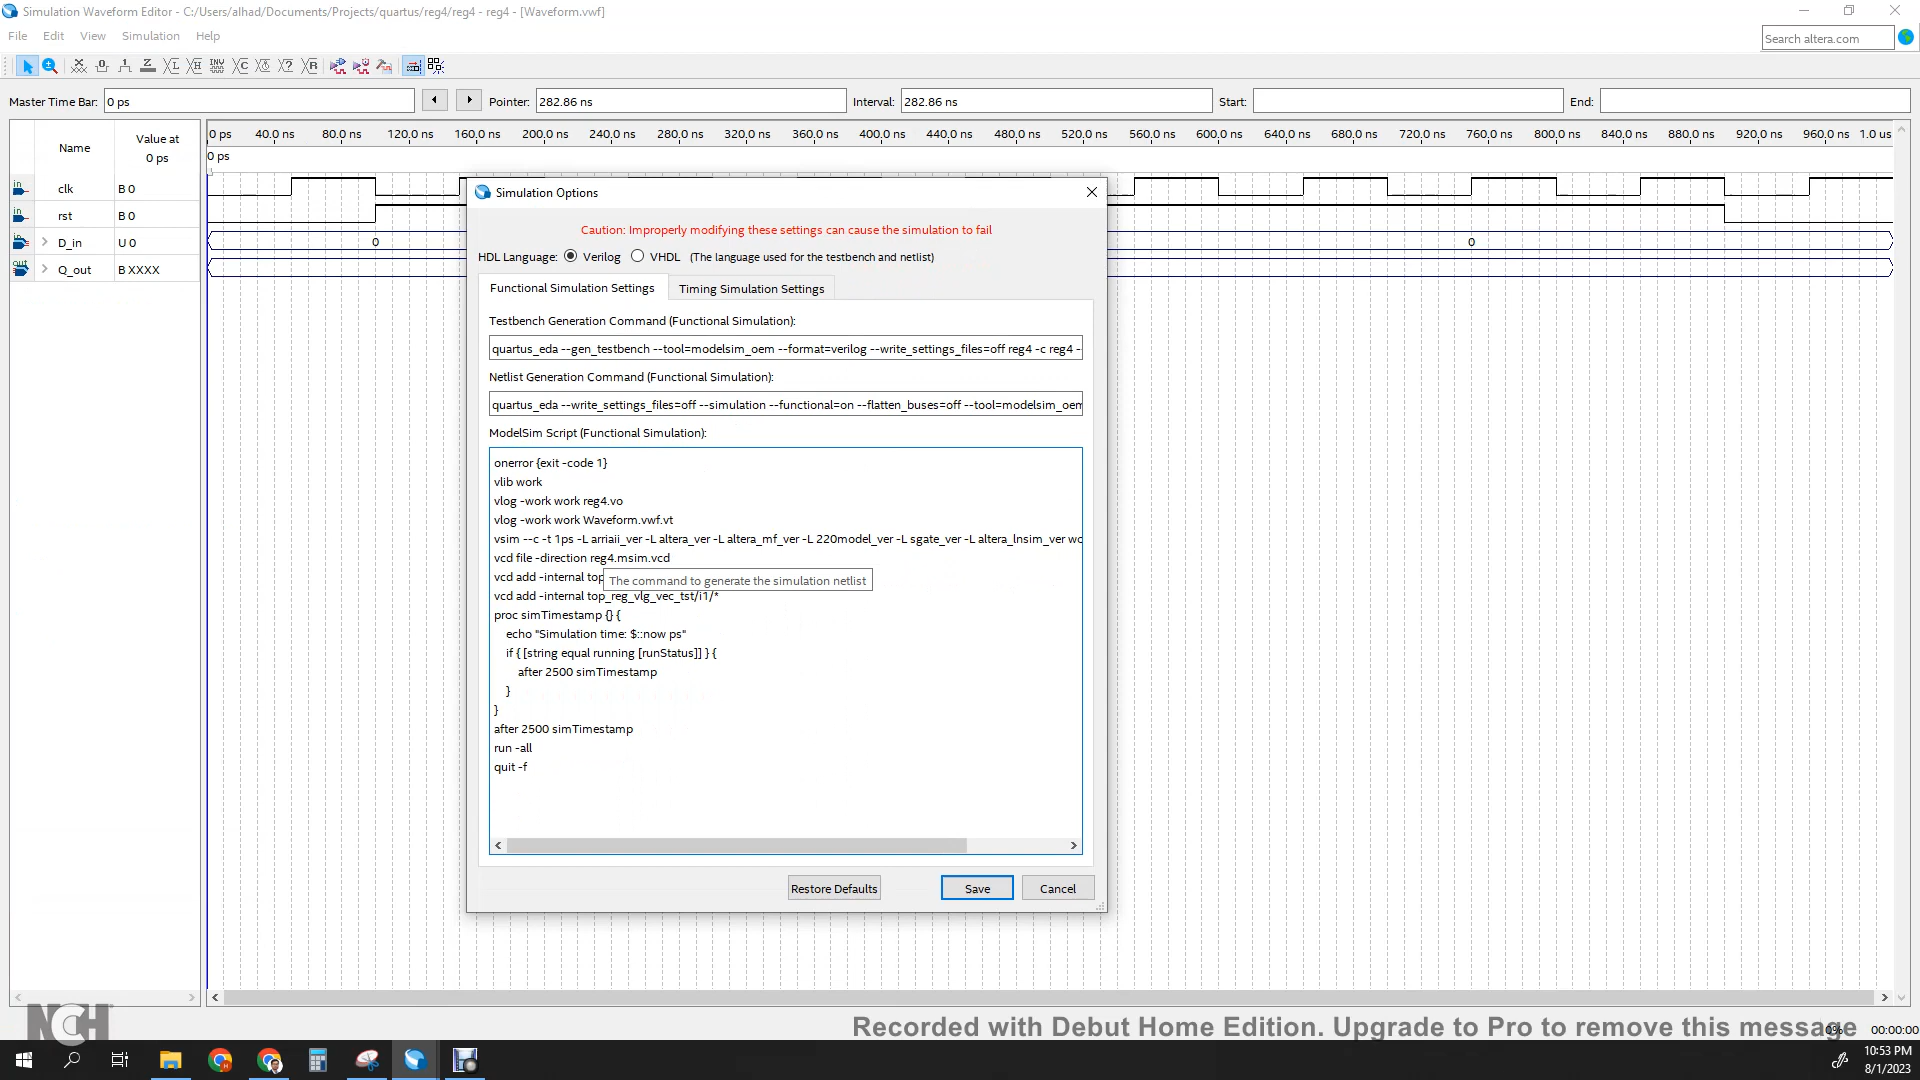 Simulation Waveform Editor - C:/Users/alhad/Documents/Projects/quartus/reg4/reg4 - reg4 - [Waveform.vwf]
File Edit View Simulation Help
Search altera.com
Master Time Bar: 0 ps Pointer: 282.86 ns Interval: 282.86 ns Start: End:
Name Value at 0 ps
0 ps 40.0 ns 80.0 ns 120.0 ns 160.0 ns 200.0 ns 240.0 ns 280.0 ns 320.0 ns 360.0 ns 400.0 ns 440.0 ns 480.0 ns 520.0 ns 560.0 ns 600.0 ns 640.0 ns 680.0 ns 720.0 ns 760.0 ns 800.0 ns 840.0 ns 880.0 ns 920.0 ns 960.0 ns 1.0 us
0 ps
in clk B 0
in rst B 0
in D_in U 0 0 0
out Q_out B XXXX
Simulation Options
Caution: Improperly modifying these settings can cause the simulation to fail
HDL Language: Verilog VHDL (The language used for the testbench and netlist)
Functional Simulation Settings Timing Simulation Settings
Testbench Generation Command (Functional Simulation):
quartus_eda --gen_testbench --tool=modelsim_oem --format=verilog --write_settings_files=off reg4 -c reg4 -
Netlist Generation Command (Functional Simulation):
quartus_eda --write_settings_files=off --simulation --functional=on --flatten_buses=off --tool=modelsim_oem
ModelSim Script (Functional Simulation):
onerror {exit -code 1}
vlib work
vlog -work work reg4.vo
vlog -work work Waveform.vwf.vt
vsim --c -t 1ps -L arriaii_ver -L altera_ver -L altera_mf_ver -L 220model_ver -L sgate_ver -L altera_lnsim_ver wo
vcd file -direction reg4.msim.vcd
vcd add -internal top
The command to generate the simulation netlist
vcd add -internal top_reg_vlg_vec_tst/i1/*
proc simTimestamp {} {
echo "Simulation time: $::now ps"
if { [string equal running [runStatus]] } {
after 2500 simTimestamp
}
}
after 2500 simTimestamp
run -all
quit -f
Restore Defaults Save Cancel
NCH
Recorded with Debut Home Edition. Upgrade to Pro to remove this message
0% 00:00:00
10:53 PM
8/1/2023